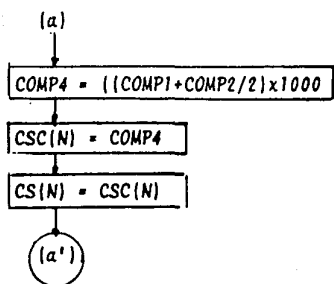 (a)
COMP4 = ((COMP1+COMP2/2)x1000
CSC(N) = COMP4
CS(N) = CSC(N)
(a')